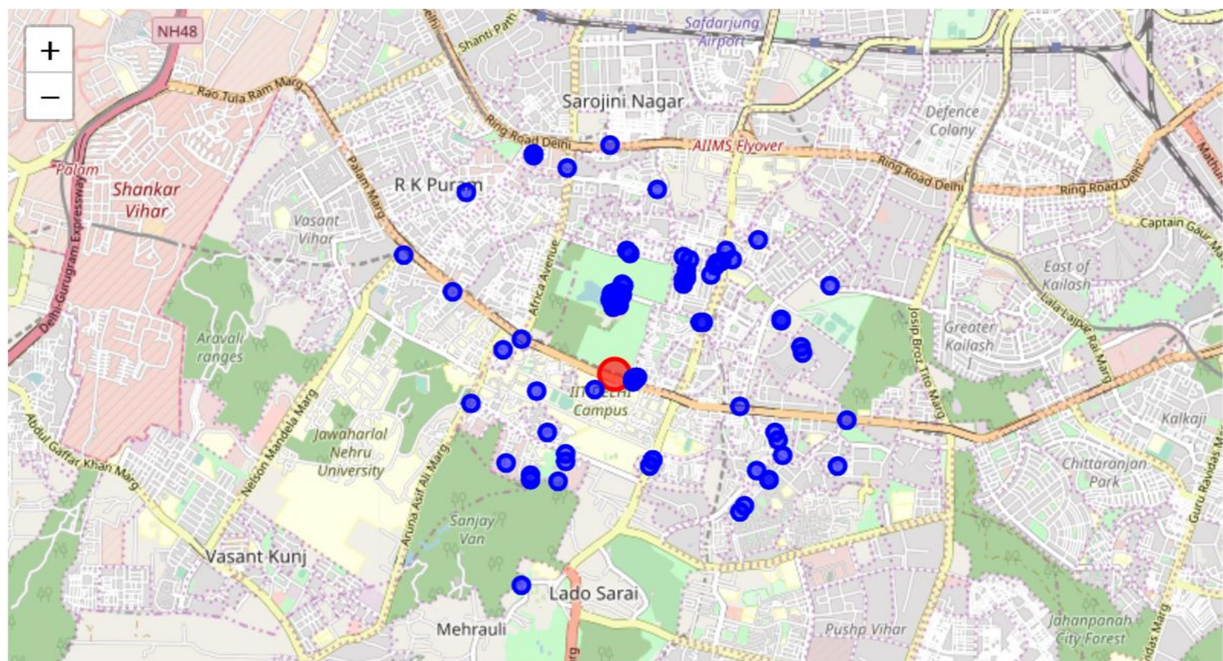 +
−
NH48
Delhi
Shanti Path
Safdarjung
Airport
Rao Tula Ram Marg
Sarojini Nagar
Defence
Colony
Ring Road Delhi
AIIMS Flyover
Palam
Ring Road Delhi
Ring Road Delhi
Shankar
Vihar
Palam Marg
R K Puram
Vasant
Vihar
Captain Gaur
Africa Avenue
East of
Kailash
Delhi-Gurugram Expressway
Aravali
ranges
Josip Broz Tito Marg
Greater
Kailash
I
Lala Lajpat Rai Marg
Campus
Kalkaji
Abdul Gaffar Khan Marg
Nelson Mandela Marg
Jawaharlal
Nehru
University
Aruna Asif Ali Marg
Chittaranjan
Park
Sanjay
Van
Vasant Kunj
Lado Sarai
Mehrauli
Pushp Vihar
Jahanpanah
City Forest
Marg